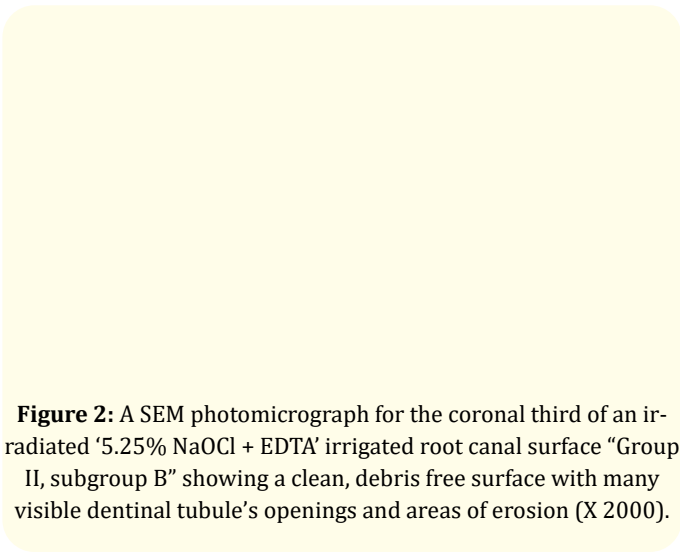 Figure 2: A SEM photomicrograph for the coronal third of an ir-
radiated ‘5.25% NaOCl + EDTA’ irrigated root canal surface “Group
II, subgroup B” showing a clean, debris free surface with many
visible dentinal tubule’s openings and areas of erosion (X 2000).